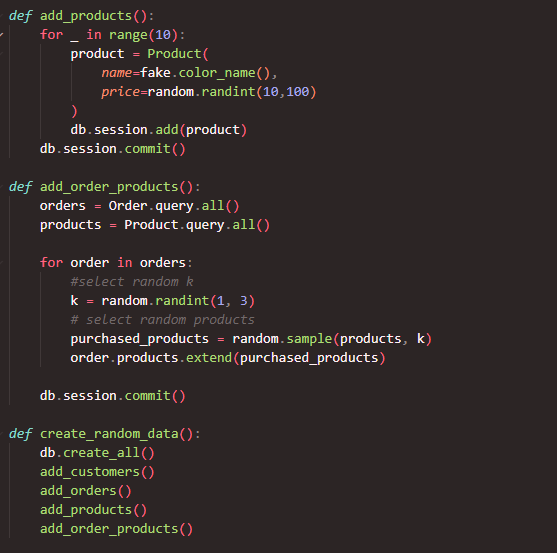 def add_products():
    for _ in range(10):
        product = Product(
            name=fake.color_name(),
            price=random.randint(10,100)
        )
        db.session.add(product)
    db.session.commit()

def add_order_products():
    orders = Order.query.all()
    products = Product.query.all()

    for order in orders:
        #select random k
        k = random.randint(1, 3)
        # select random products
        purchased_products = random.sample(products, k)
        order.products.extend(purchased_products)

    db.session.commit()

def create_random_data():
    db.create_all()
    add_customers()
    add_orders()
    add_products()
    add_order_products()